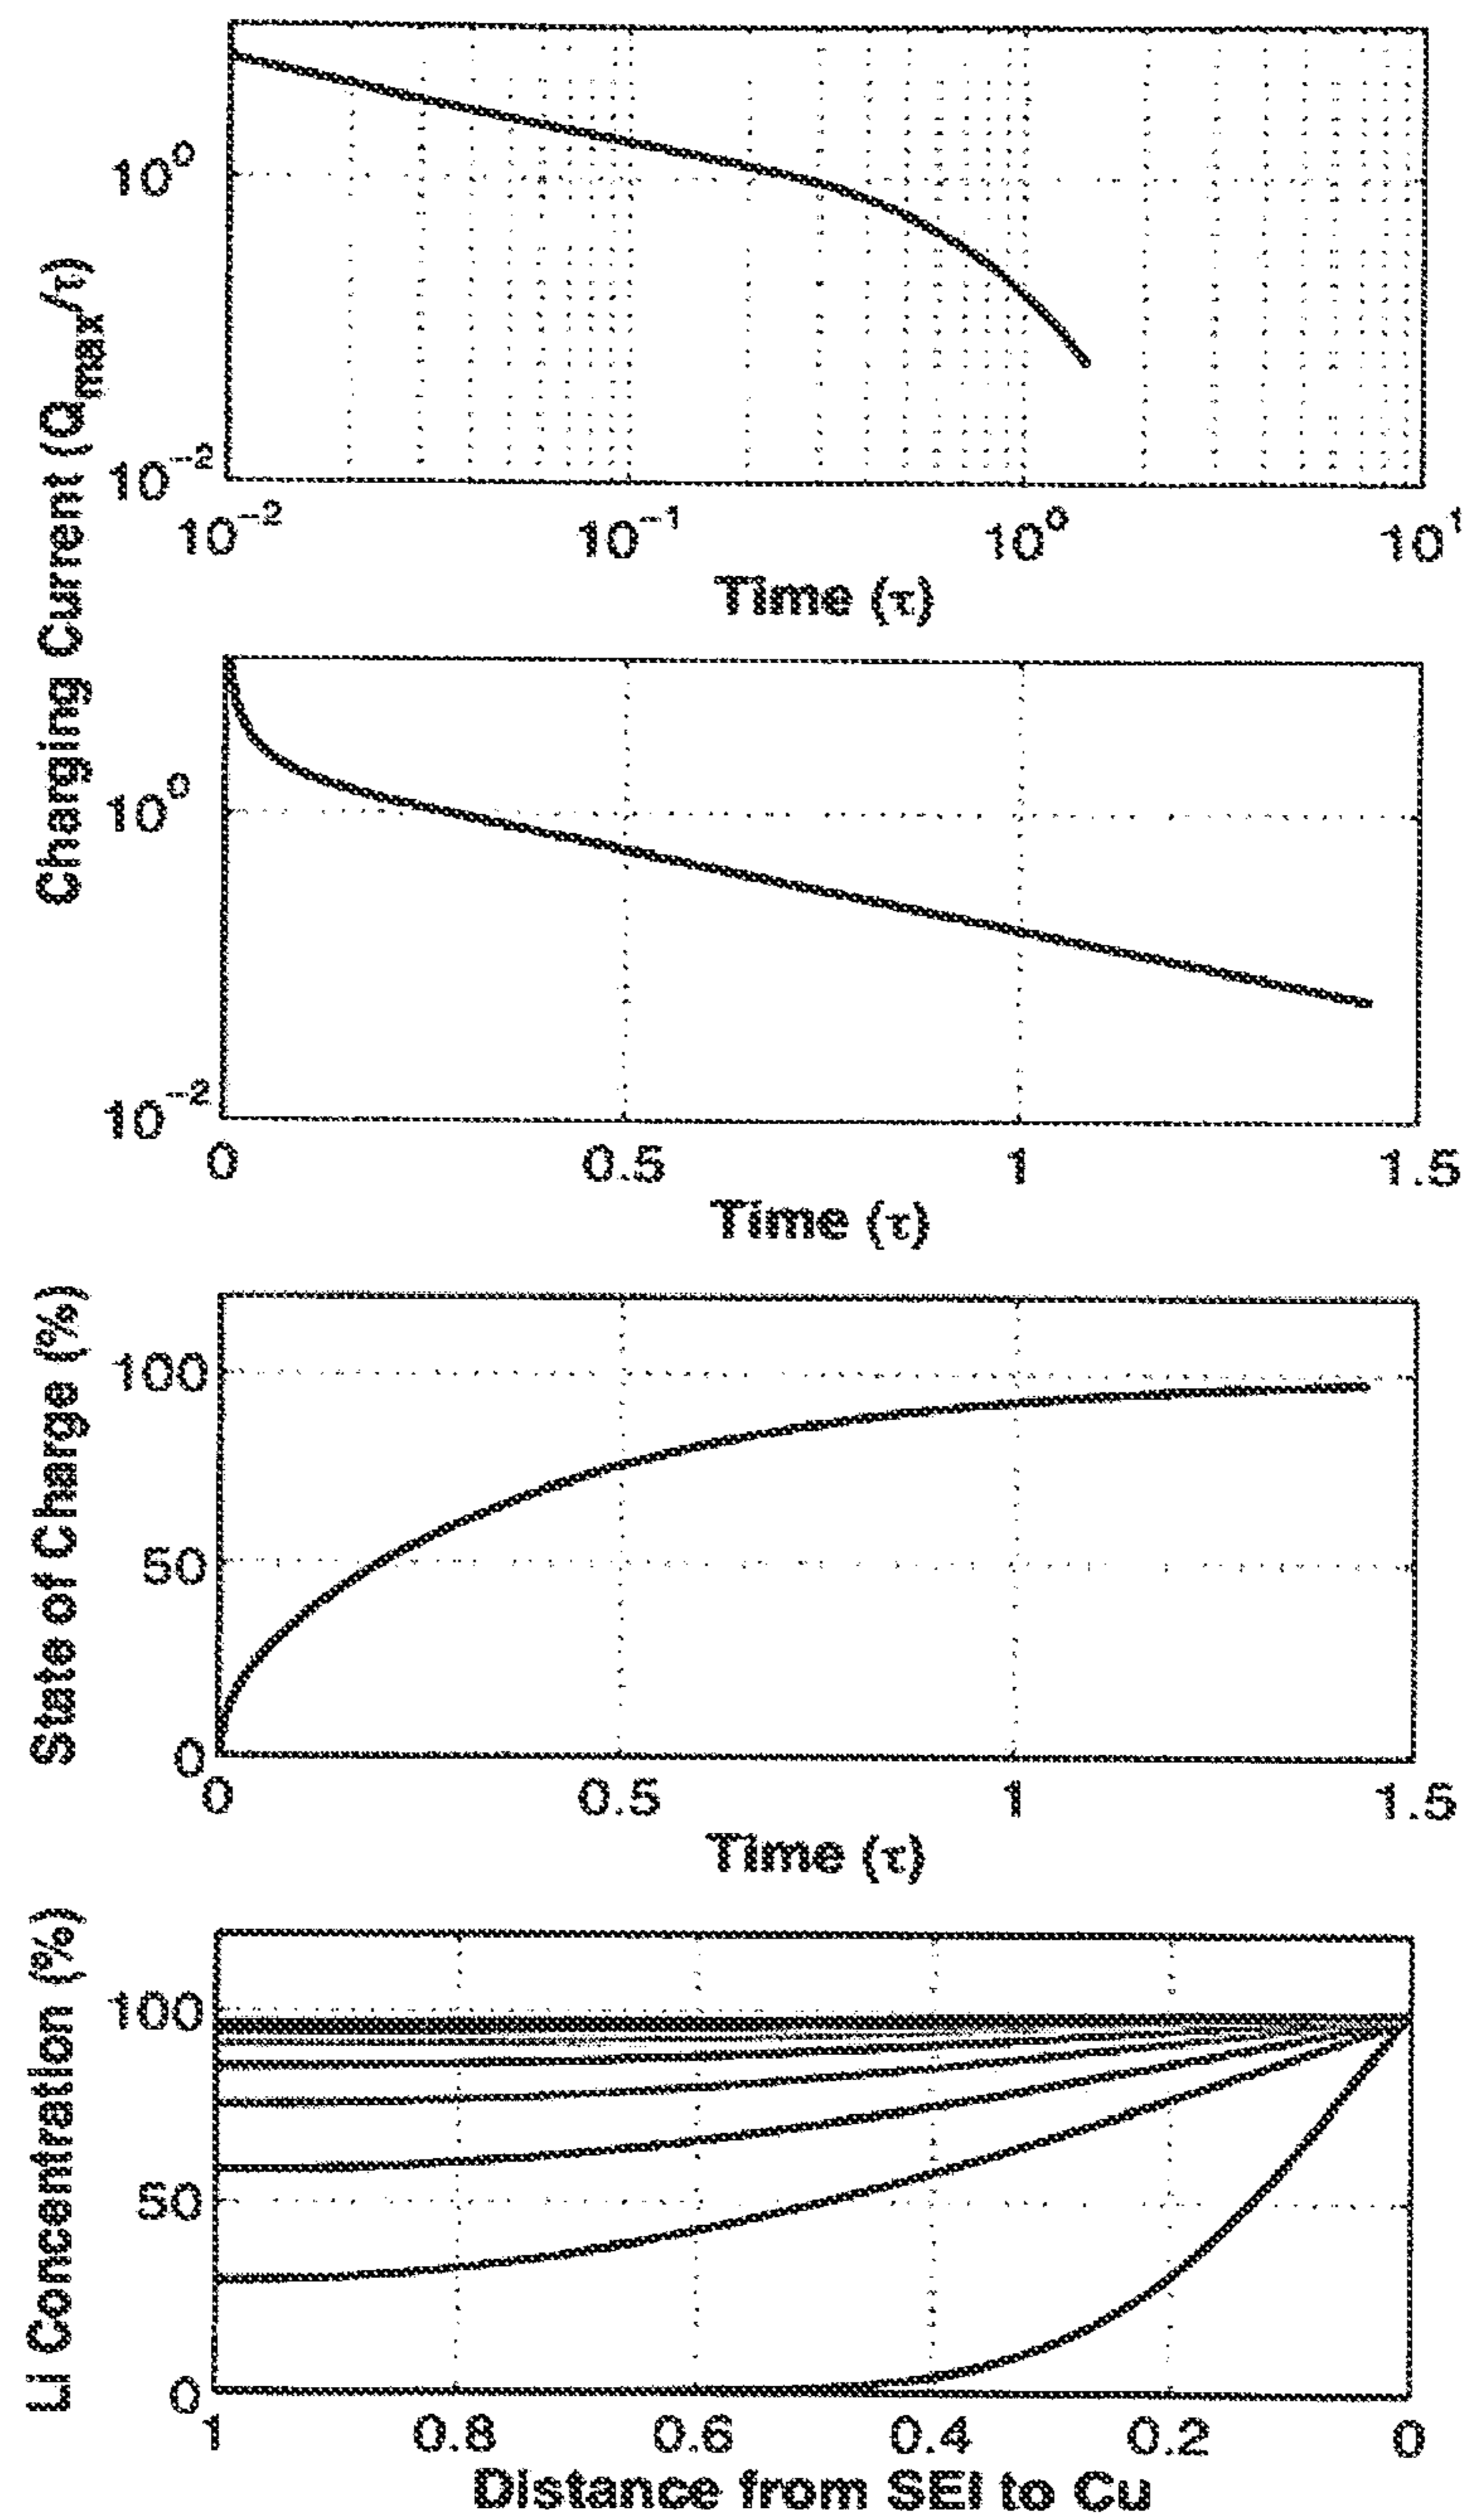 Charging Current (Qmax/τ)
10⁰
10⁻²
10⁻² 10⁻¹ 10⁰ 10¹
Time (τ)
10⁰
10⁻²
0 0.5 1 1.5
Time (τ)
State of Charge (%)
100
50
0
0 0.5 1 1.5
Time (τ)
Li Concentration (%)
100
50
0
1 0.8 0.6 0.4 0.2 0
Distance from SEI to Cu